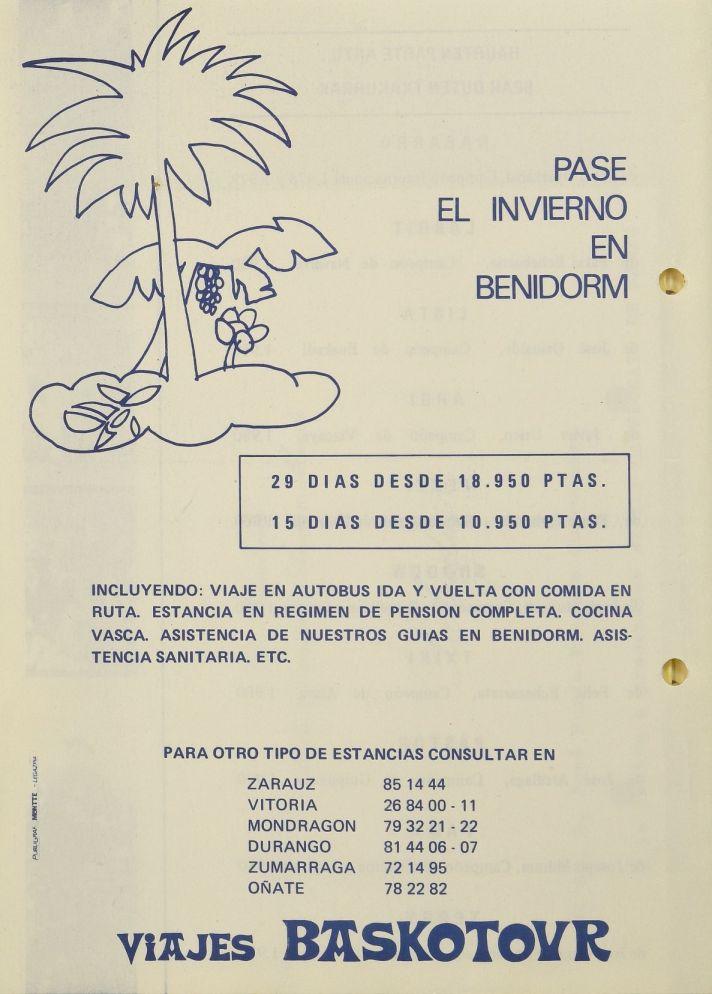 PASE
EL INVIERNO
EN
BENIDORM
29 DIAS DESDE 18.950 PTAS.
15 DIAS DESDE 10.950 PTAS.
INCLUYENDO: VIAJE EN AUTOBUS IDA Y VUELTA CON COMIDA EN
RUTA. ESTANCIA EN REGIMEN DE PENSION COMPLETA. COCINA
VASCA. ASISTENCIA DE NUESTROS GUIAS EN BENIDORM. ASIS-
TENCIA SANITARIA. ETC.
PARA OTRO TIPO DE ESTANCIAS CONSULTAR EN
ZARAUZ 85 14 44
VITORIA 26 84 00 - 11
MONDRAGON 79 32 21 - 22
DURANGO 81 44 06 - 07
ZUMARRAGA 72 14 95
OÑATE 78 22 82
VIAJES BASKOTOUR